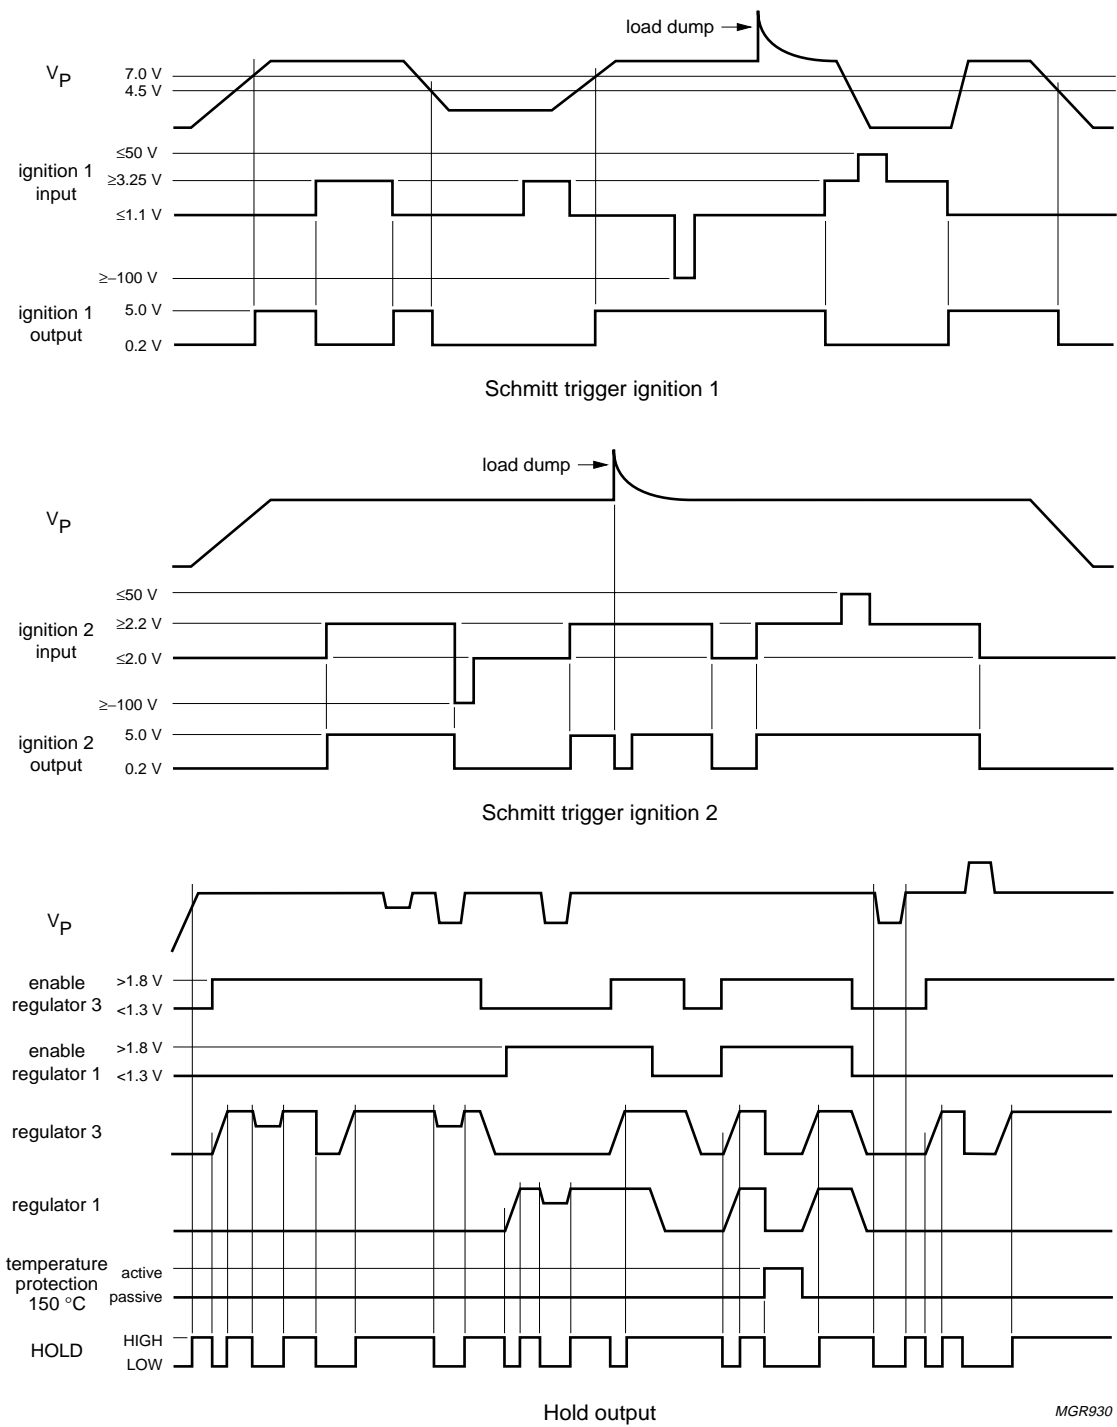 load dump
VP
7.0 V
4.5 V
≤50 V
ignition 1
input
≥3.25 V
≤1.1 V
≥−100 V
ignition 1
output
5.0 V
0.2 V
Schmitt trigger ignition 1
load dump
VP
≤50 V
ignition 2
input
≥2.2 V
≤2.0 V
≥−100 V
ignition 2
output
5.0 V
0.2 V
Schmitt trigger ignition 2
VP
enable
regulator 3
>1.8 V
<1.3 V
enable
regulator 1
>1.8 V
<1.3 V
regulator 3
regulator 1
temperature
protection
150 °C
active
passive
HOLD
HIGH
LOW
Hold output
MGR930